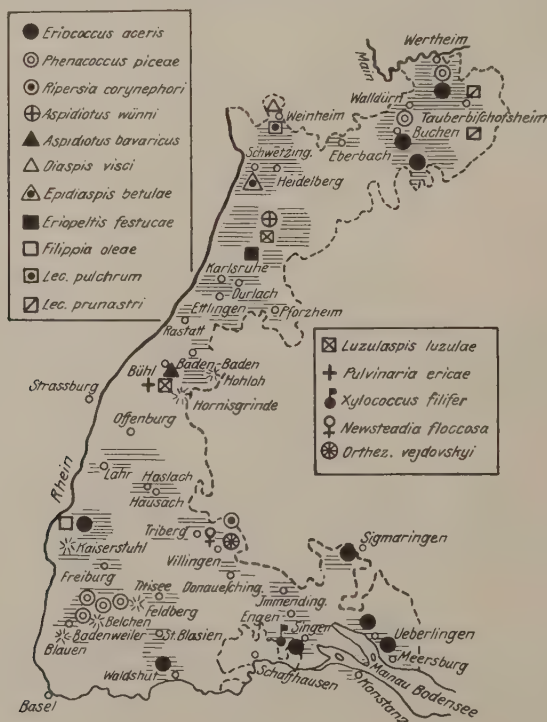 Eriococcus aceris
Phenacoccus piceae
Ripersia corynephori
Aspidiotus wünni
Aspidiotus bavaricus
Diaspis visci
Epidiaspis betulae
Eriopeltis festucae
Filippia oleae
Lec. pulchrum
Lec. prunastri
Wertheim
Main
Walldürn
Tauberbischofsheim
Buchen
Weinheim
Eberbach
Schwetzing.
Heidelberg
Karlsruhe
Durlach
Ettlingen
Pforzheim
Rastatt
Luzulaspis luzulae
Pulvinaria ericae
Xylococcus filifer
Newsteadia floccosa
Orthez. vejdovskyi
Baden-Baden
Bühl
Hohloh
Strassburg
Hornisgrinde
Offenburg
Rhein
Lahr
Haslach
Hausach
Kaiserstuhl
Triberg
Villingen
Sigmaringen
Freiburg
Donauesching.
Titisee
Feldberg
Immending.
Belchen
Engen
Badenweiler
St. Blasien
Singen
Ueberlingen
Blauen
Meersburg
Waldshut
Schaffhausen
Mainau
Bodensee
Konstanz
Basel